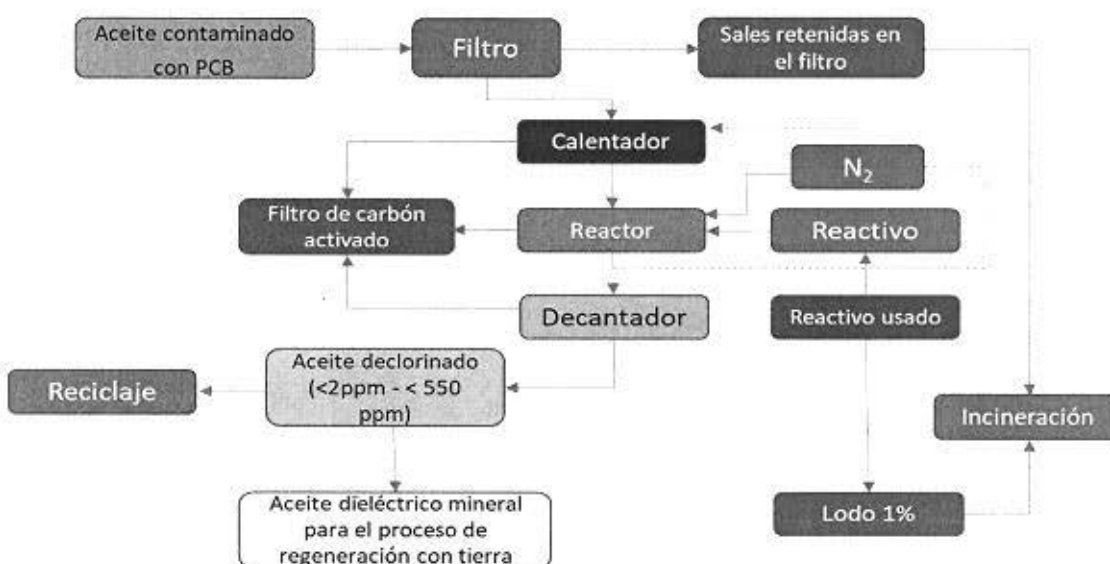 Aceite contaminado
con PCB
Filtro
Sales retenidas en
el filtro
Calentador
N₂
Filtro de carbón
activado
Reactor
Reactivo
Decantador
Reactivo usado
Aceite declorinado
(<2ppm - < 550
ppm)
Reciclaje
Incineración
Aceite dieléctrico mineral
para el proceso de
regeneración con tierra
Lodo 1%